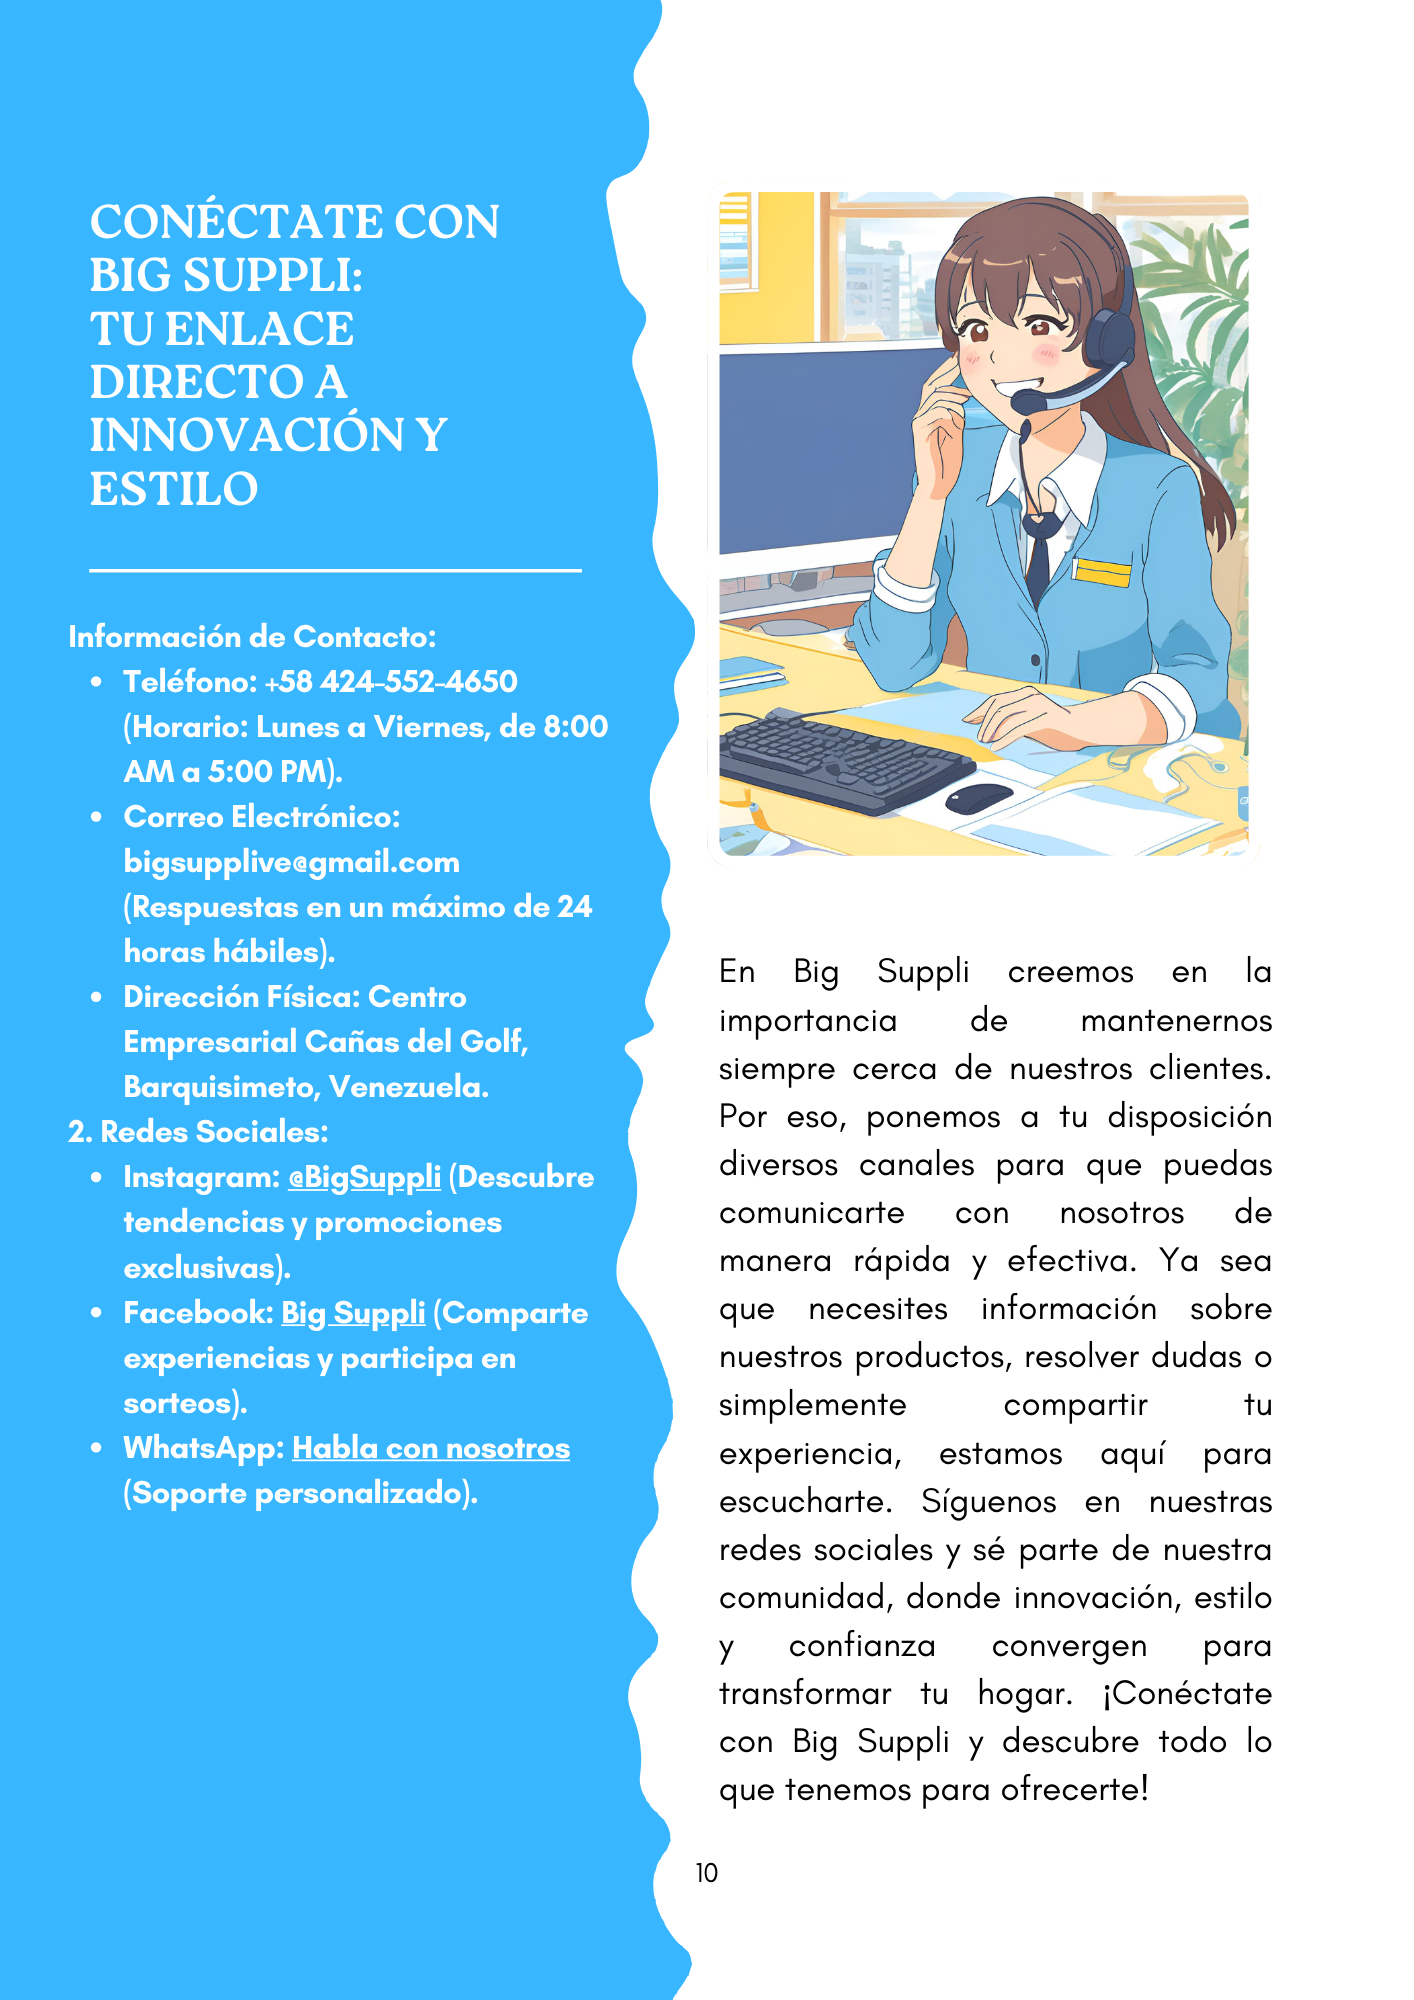 CONÉCTATE CON
BIG SUPPLI:
TU ENLACE
DIRECTO A
INNOVACIÓN Y
ESTILO
Información de Contacto:
• Teléfono: +58 424-552-4650
(Horario: Lunes a Viernes, de 8:00
AM a 5:00 PM).
• Correo Electrónico:
bigsupplive@gmail.com
(Respuestas en un máximo de 24
horas hábiles).
• Dirección Física: Centro
Empresarial Cañas del Golf,
Barquisimeto, Venezuela.
2. Redes Sociales:
• Instagram: @BigSuppli (Descubre
tendencias y promociones
exclusivas).
• Facebook: Big Suppli (Comparte
experiencias y participa en
sorteos).
• WhatsApp: Habla con nosotros
(Soporte personalizado).
En Big Suppli creemos en la
importancia de mantenernos
siempre cerca de nuestros clientes.
Por eso, ponemos a tu disposición
diversos canales para que puedas
comunicarte con nosotros de
manera rápida y efectiva. Ya sea
que necesites información sobre
nuestros productos, resolver dudas o
simplemente compartir tu
experiencia, estamos aquí para
escucharte. Síguenos en nuestras
redes sociales y sé parte de nuestra
comunidad, donde innovación, estilo
y confianza convergen para
transformar tu hogar. ¡Conéctate
con Big Suppli y descubre todo lo
que tenemos para ofrecerte!
10